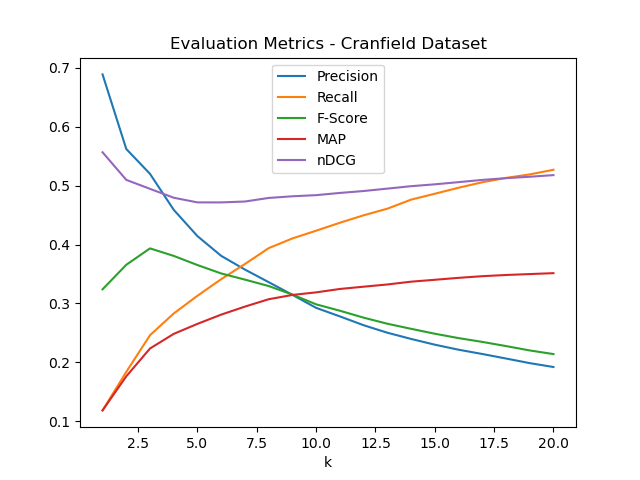 Evaluation Metrics - Cranfield Dataset
Precision
Recall
F-Score
MAP
nDCG
0.7
0.6
0.5
0.4
0.3
0.2
0.1
2.5 5.0 7.5 10.0 12.5 15.0 17.5 20.0
k